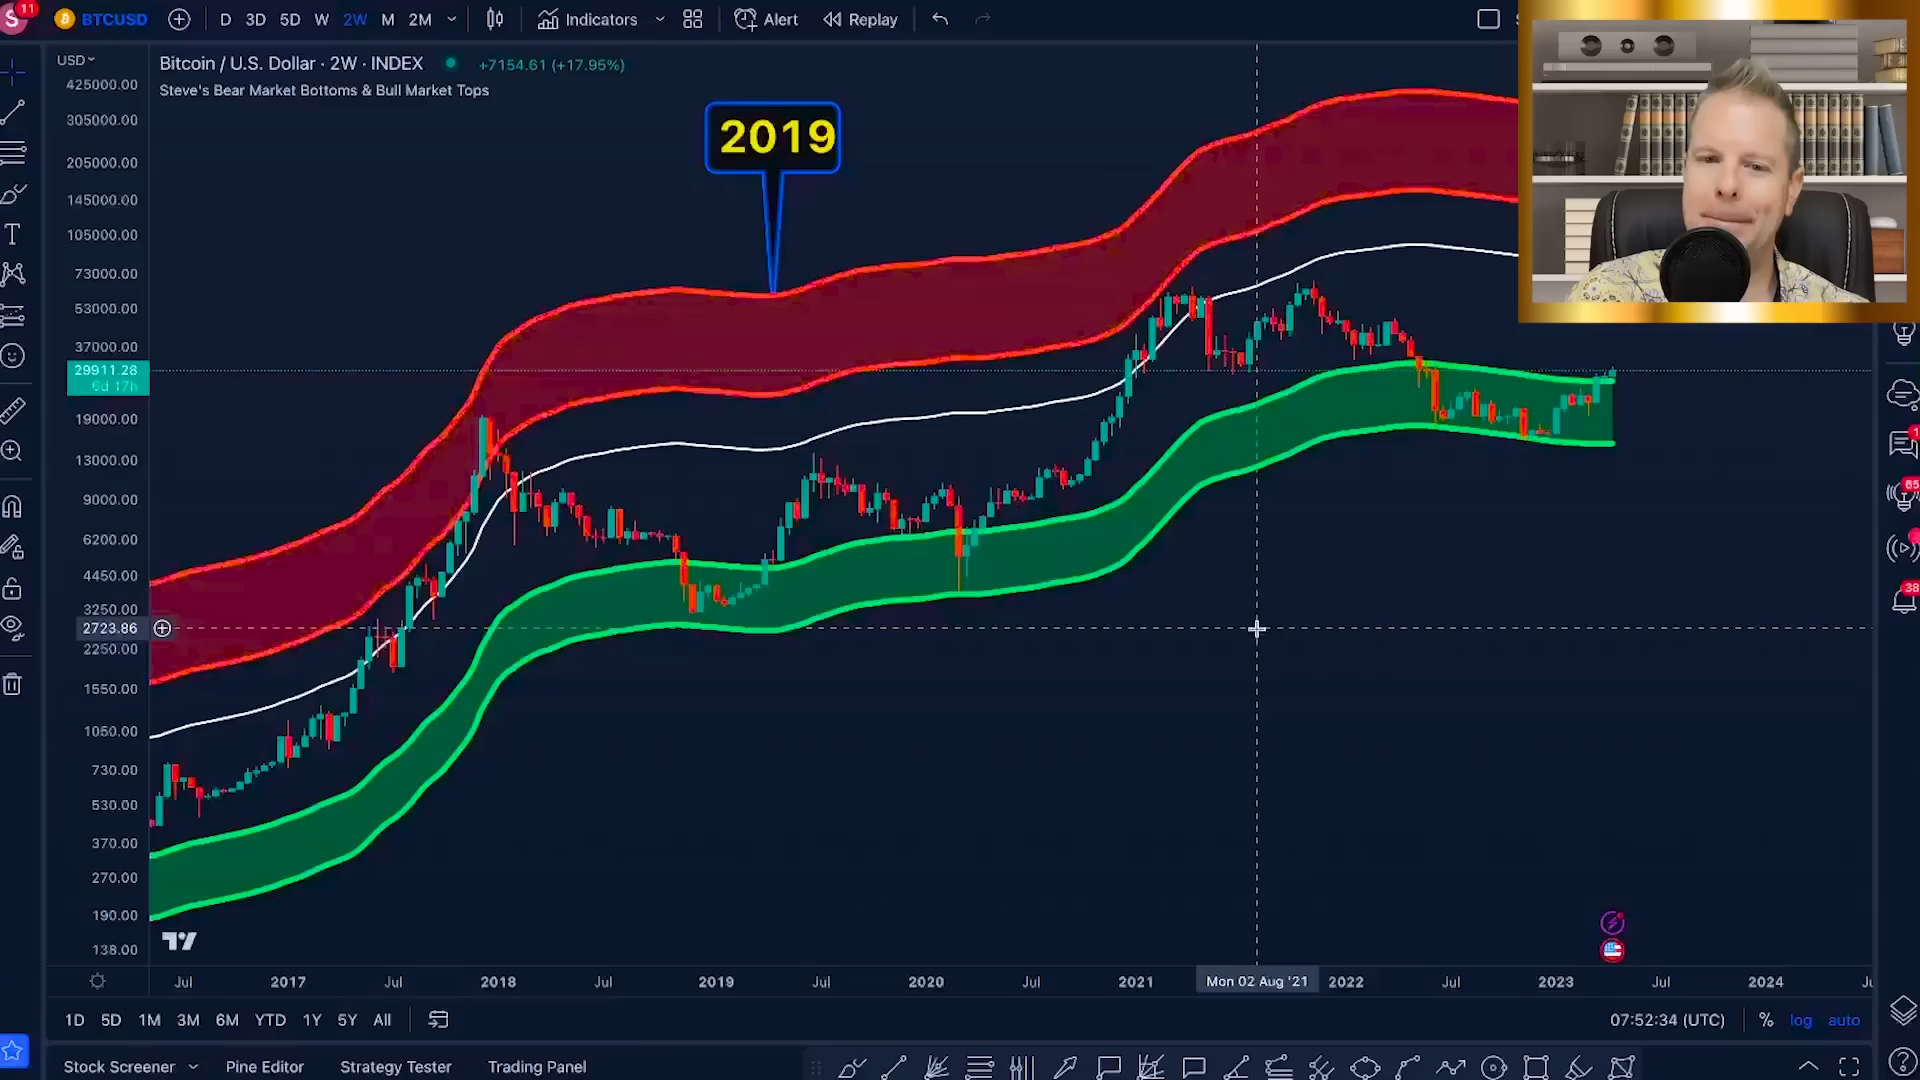 11
BTCUSD
D 3D 5D W 2W M 2M
Indicators
Alert
Replay
USD
Bitcoin / U.S. Dollar · 2W · INDEX
+7154.61 (+17.95%)
Steve's Bear Market Bottoms & Bull Market Tops
2019
425000.00
305000.00
205000.00
145000.00
105000.00
73000.00
53000.00
37000.00
29911.28
6d 17h
19000.00
13000.00
9000.00
6200.00
4450.00
3250.00
2723.86
2250.00
1550.00
1050.00
730.00
530.00
370.00
270.00
190.00
138.00
65
38
Jul 2017 Jul 2018 Jul 2019 Jul 2020 Jul 2021 Mon 02 Aug '21 2022 Jul 2023 Jul 2024
1D 5D 1M 3M 6M YTD 1Y 5Y All
07:52:34 (UTC) % log auto
Stock Screener Pine Editor Strategy Tester Trading Panel